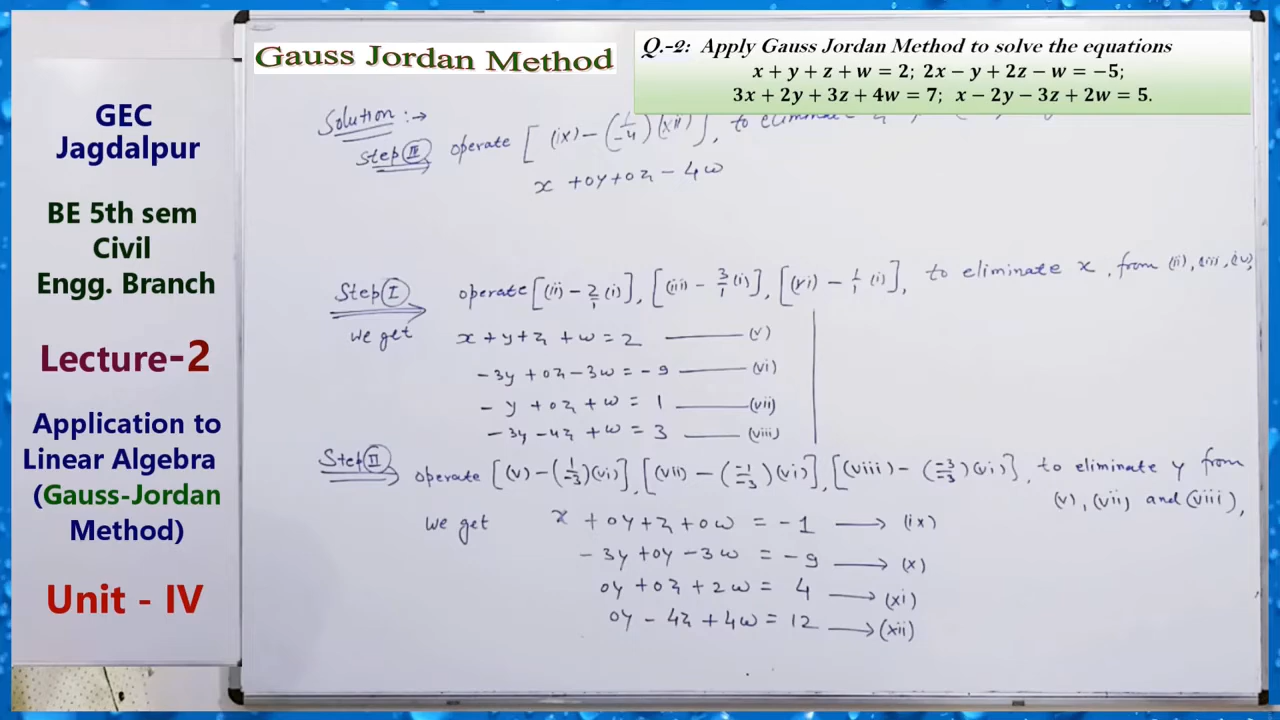 GEC
Jagdalpur
BE 5th sem
Civil
Engg. Branch
Lecture-2
Application to
Linear Algebra
(Gauss-Jordan
Method)
Unit - IV
Gauss Jordan Method
Q.-2: Apply Gauss Jordan Method to solve the equations
x + y + z + w = 2; 2x − y + 2z − w = −5;
3x + 2y + 3z + 4w = 7; x − 2y − 3z + 2w = 5.
Solution :→
Step III operate [(ix) − (1/-4)(xii)], to eliminate
x + 0y + 0z − 4w
Step I operate [(ii − 2/1 (i)], [(iii) − 3/1 (i)], [(vi) − 1/1 (i)], to eliminate x, from (ii), (iii), (iv),
we get x + y + z + w = 2 —— (v)
−3y + 0z − 3w = −9 —— (vi)
−y + 0z + w = 1 —— (vii)
−3y − 4z + w = 3 —— (viii)
Step II operate [(v) − (1/-3)(vi)], [(vii) − (-1/-3)(vi)], [(viii) − (-3/-3)(vi)], to eliminate y from
(v), (vii) and (viii),
we get x + 0y + z + 0w = −1 → (ix)
−3y + 0y − 3w = −9 → (x)
0y + 0z + 2w = 4 → (xi)
0y − 4z + 4w = 12 → (xii)